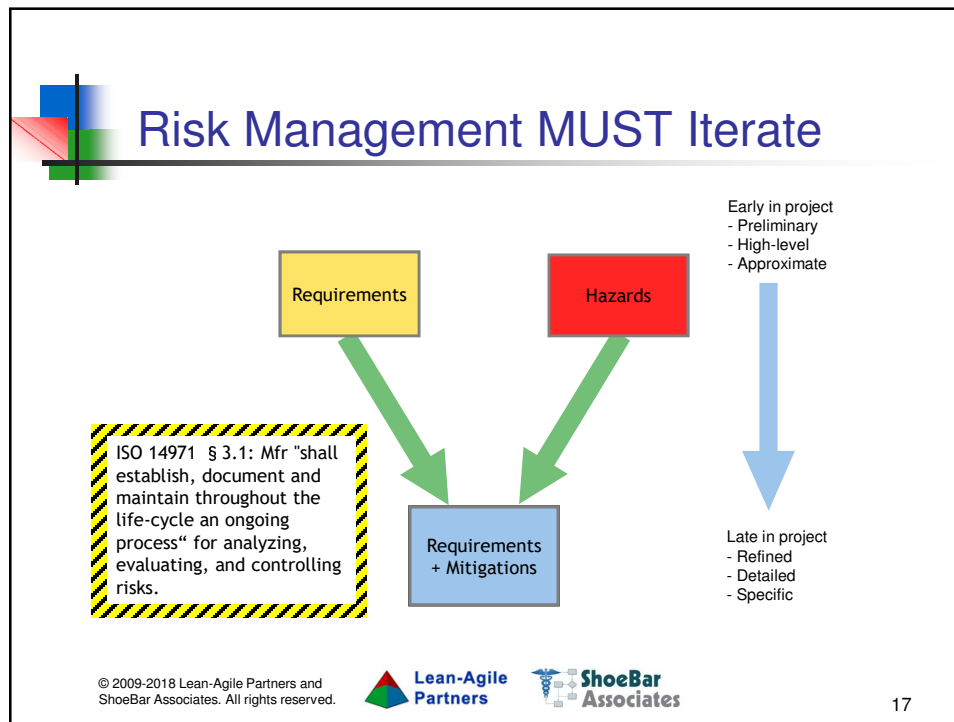 Risk Management MUST Iterate
Early in project
- Preliminary
- High-level
- Approximate
Requirements
Hazards
ISO 14971 § 3.1: Mfr "shall
establish, document and
maintain throughout the
life-cycle an ongoing
process“ for analyzing,
evaluating, and controlling
risks.
Requirements
+ Mitigations
Late in project
- Refined
- Detailed
- Specific
© 2009-2018 Lean-Agile Partners and
ShoeBar Associates. All rights reserved.
Lean-Agile
Partners
ShoeBar
Associates
17